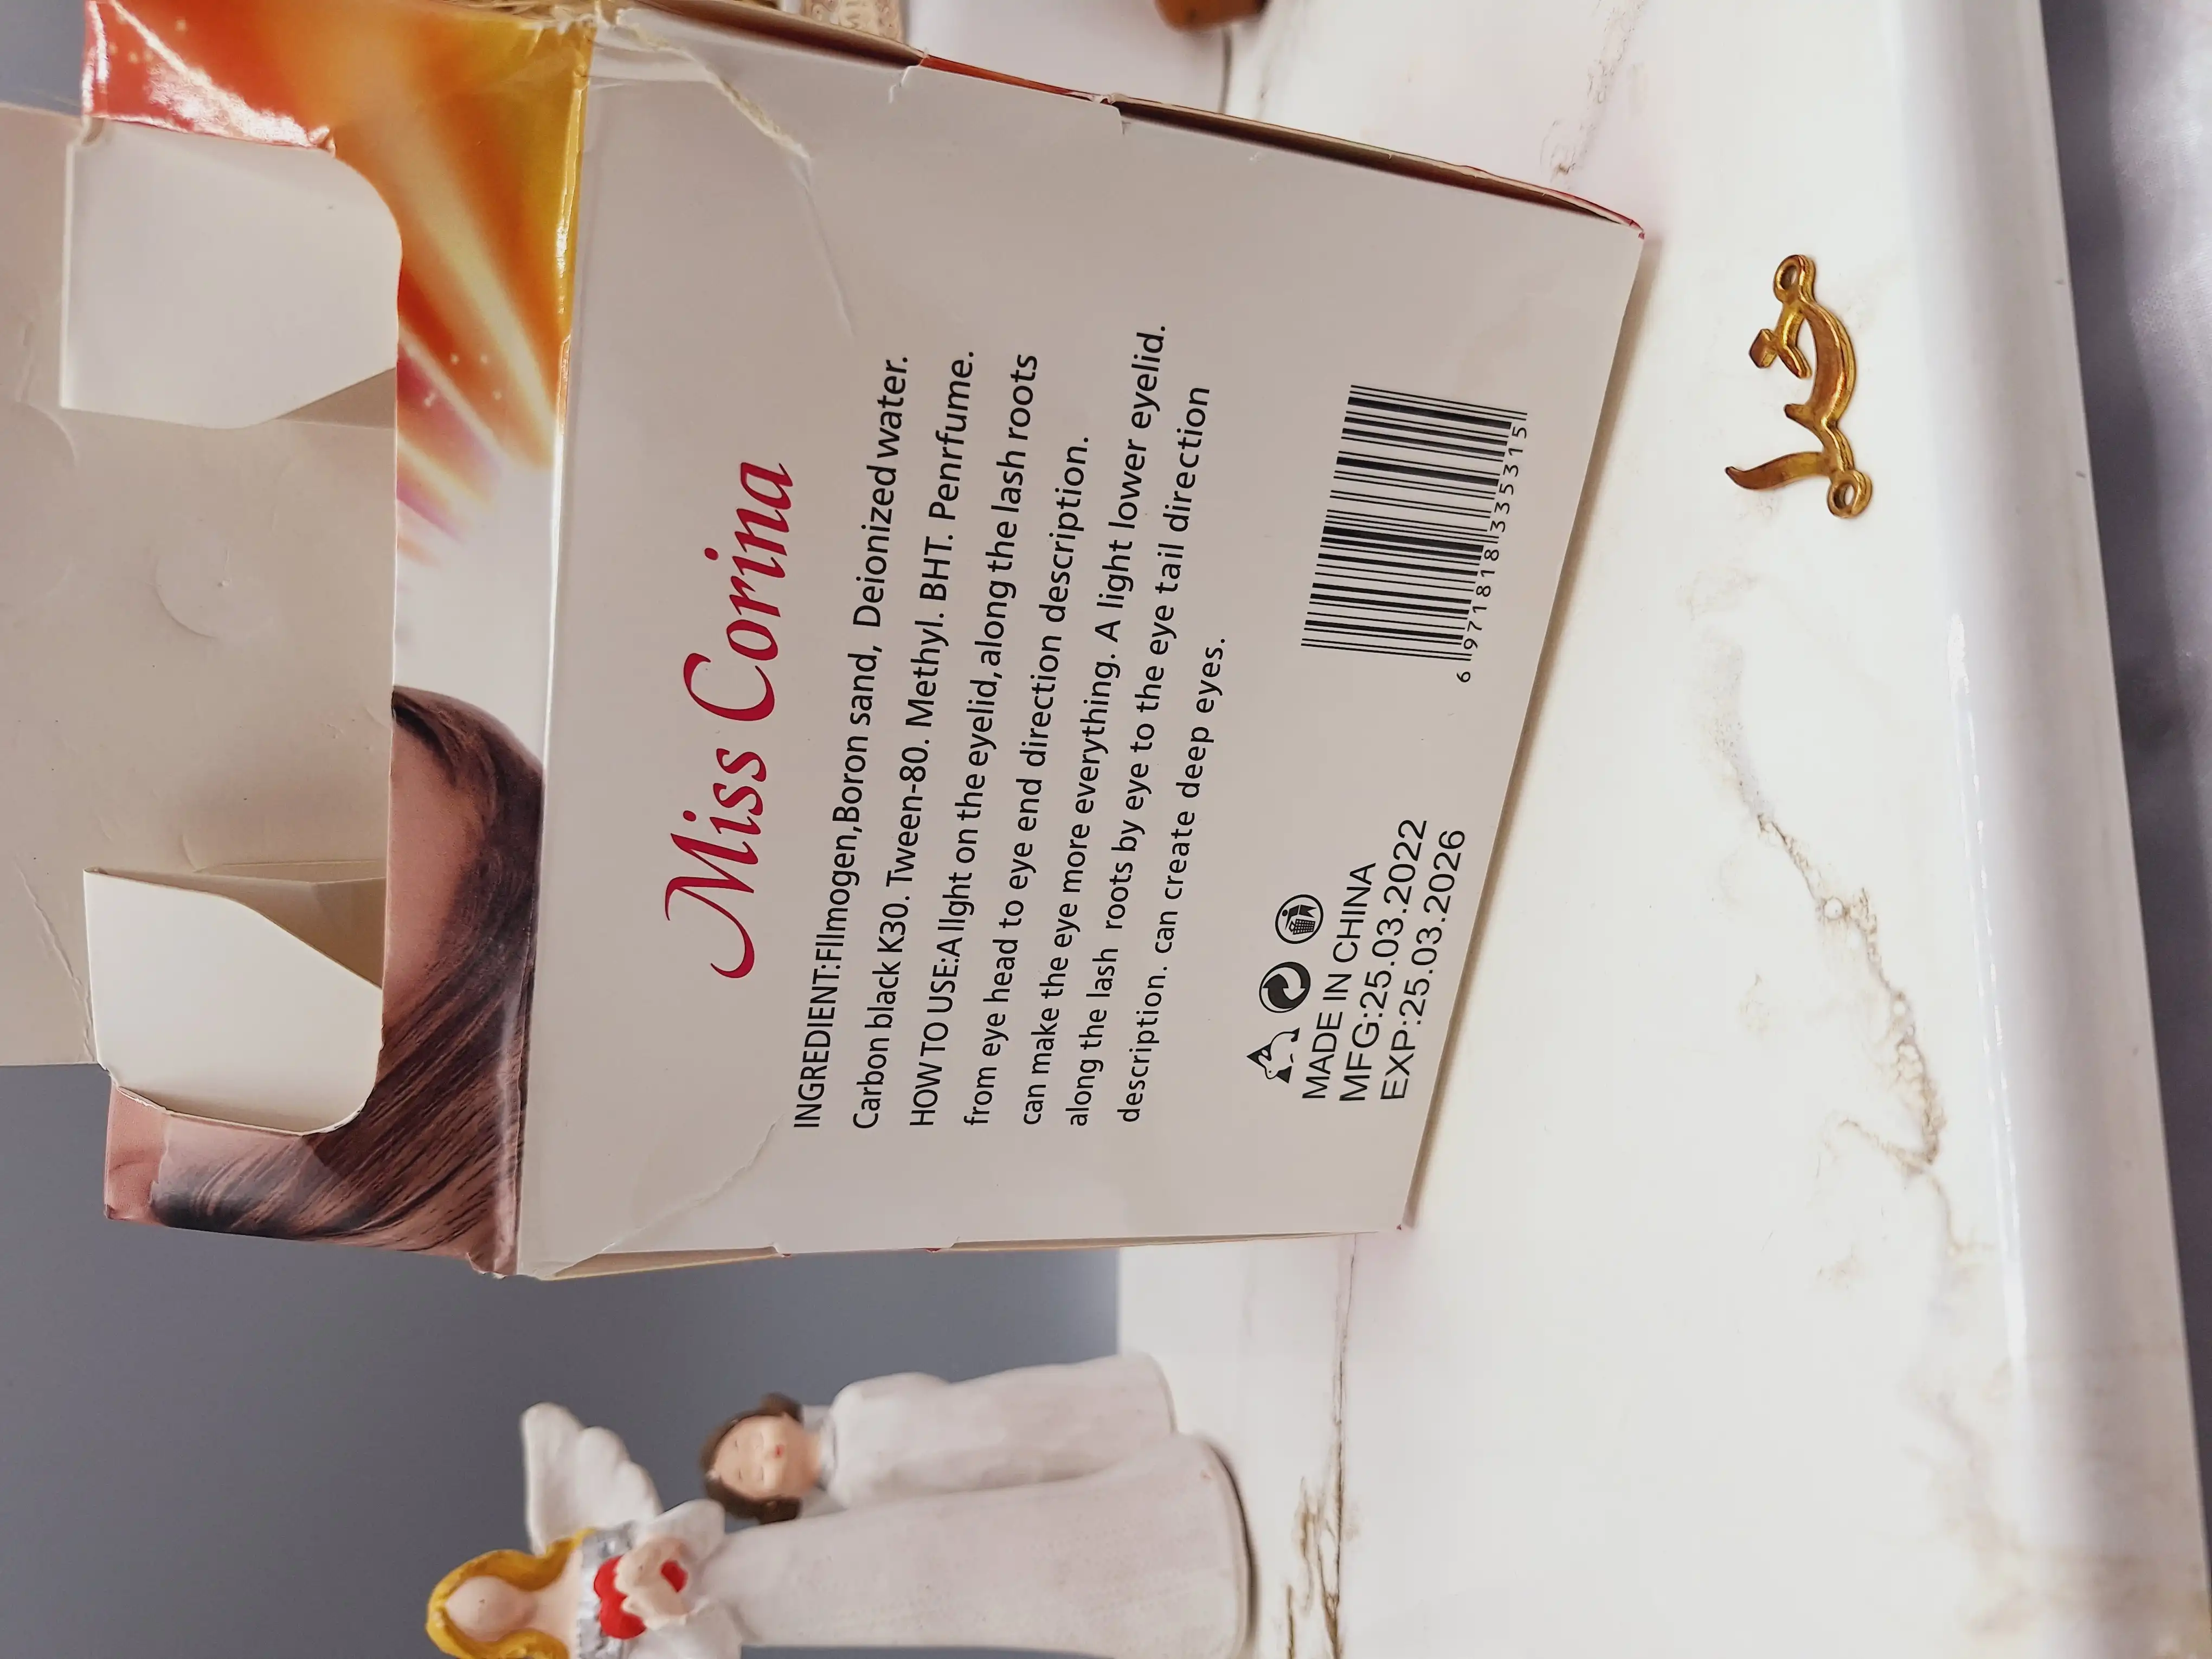 Miss Corina
INGREDIENT:FIlmogen,Boron sand, Deionized water.
Carbon black K30. Tween-80. Methyl. BHT. Penrfume.
HOW TO USE:A lIght on the eyelid,along the lash roots
from eye head to eye end direction description.
can make the eye more everything. A light lower eyelid.
along the lash roots by eye to the eye tail direction
description. can create deep eyes.
MADE IN CHINA
MFG:25.03.2022
EXP:25.03.2026
6 971818 335315